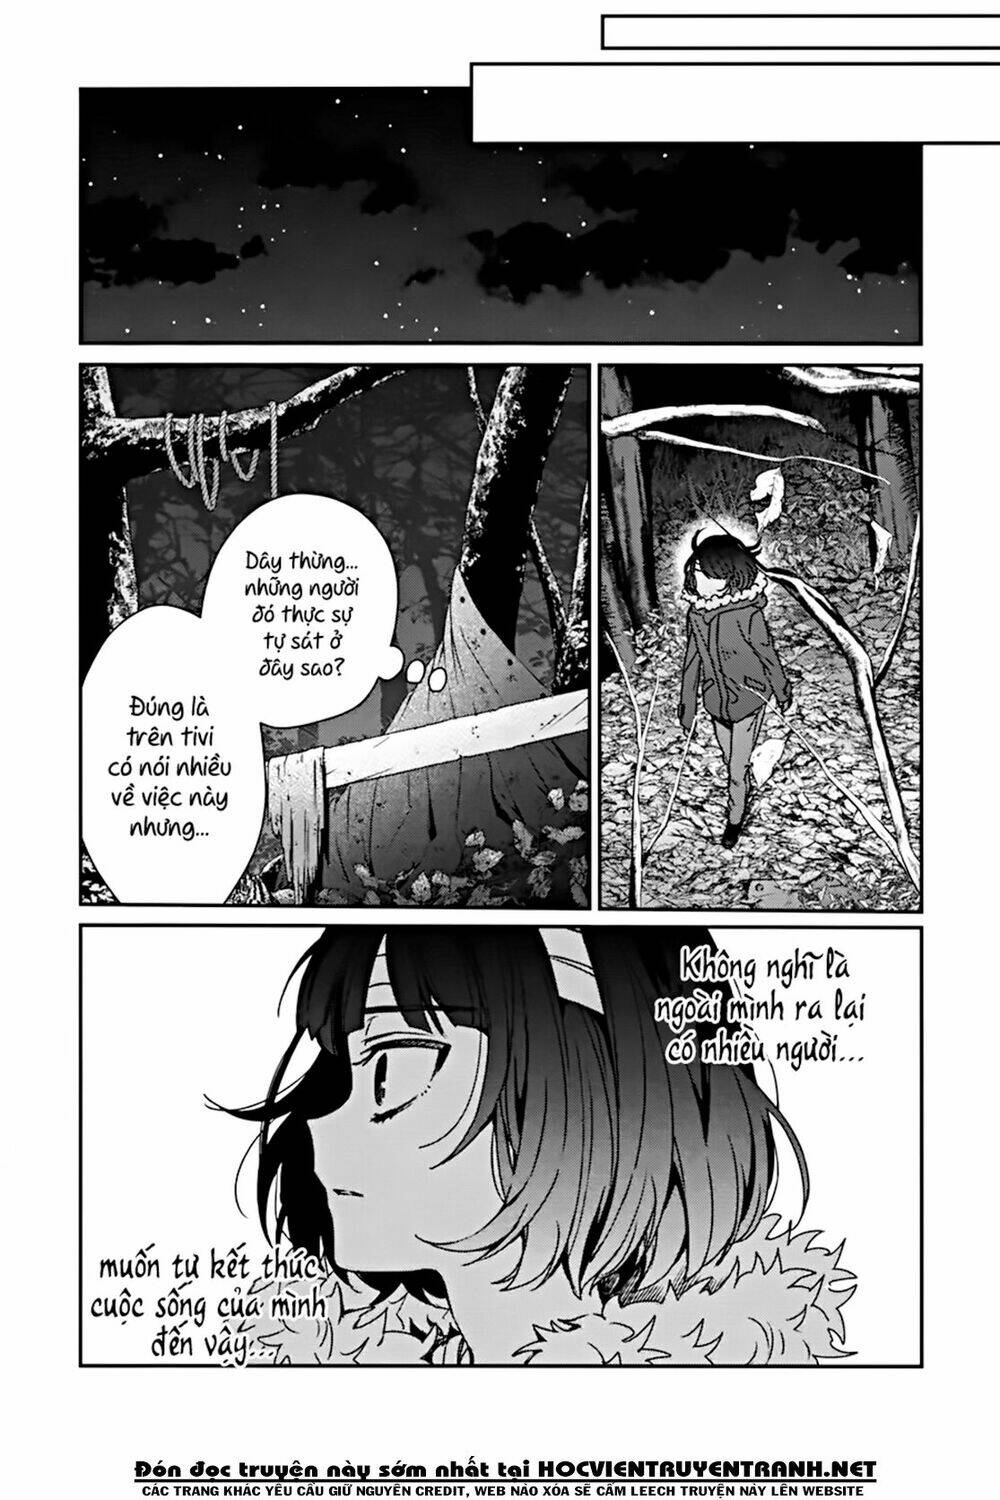 Dây thừng...
những người
đó thực sự
tự sát ở
đây sao?
Đúng là
trên tivi
có nói nhiều
về việc này
nhưng...
Không nghĩ là
ngoài mình ra lại
có nhiều người...
muốn tự kết thúc
cuộc sống của mình
đến vậy...
Đón đọc truyện này sớm nhất tại HOCVIENTRUYENTRANH.NET
CÁC TRANG KHÁC YÊU CẦU GIỮ NGUYÊN CREDIT, WEB NÀO XÓA SẼ CẤM LEECH TRUYỆN NÀY LÊN WEBSITE